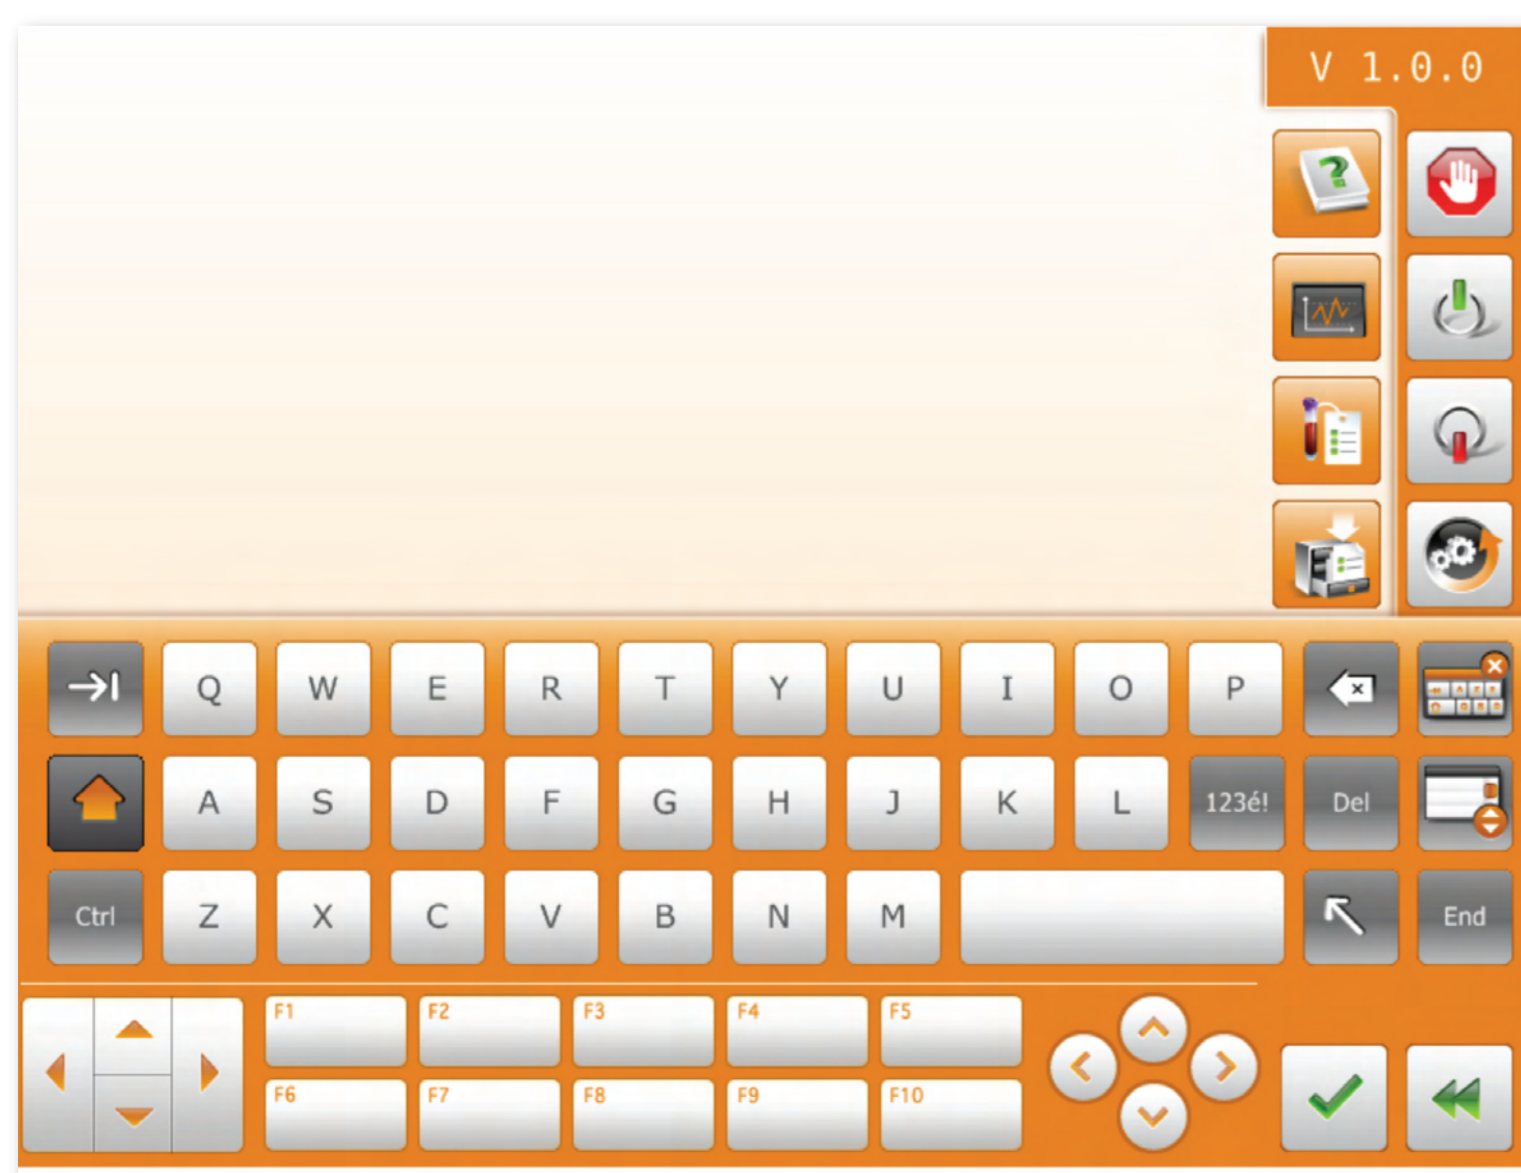 V 1.0.0
Q W E R T Y U I O P
A S D F G H J K L 123é! Del
Ctrl Z X C V B N M End
F1 F2 F3 F4 F5
F6 F7 F8 F9 F10